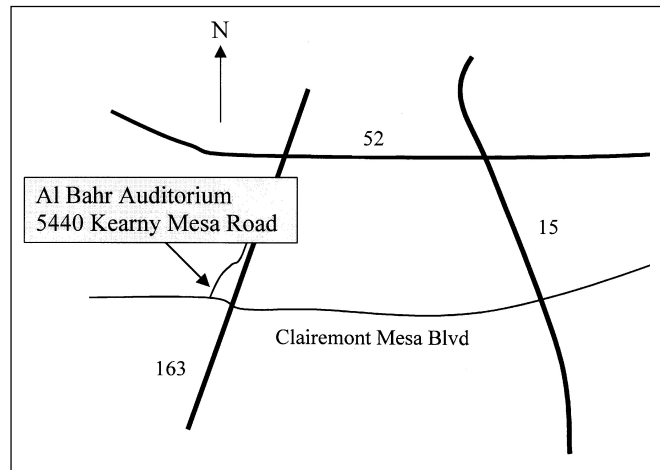 N
52
Al Bahr Auditorium
5440 Kearny Mesa Road
15
Clairemont Mesa Blvd
163